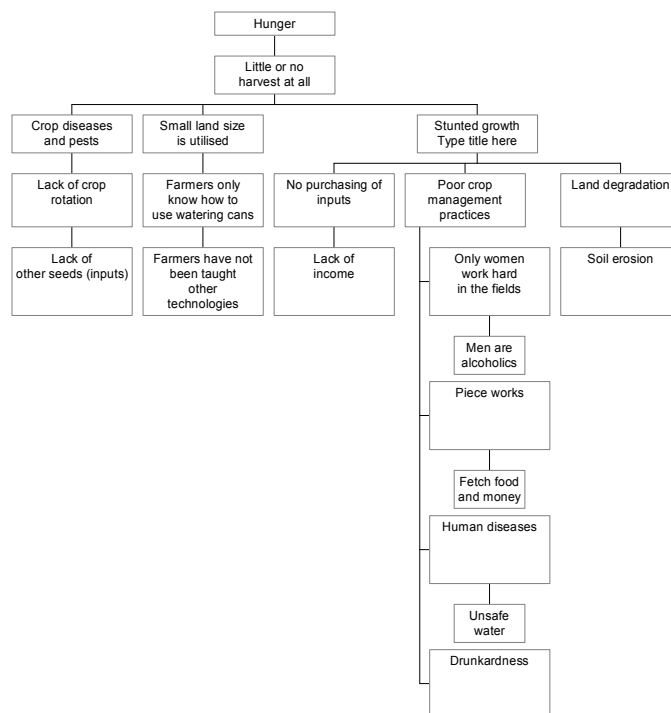 Hunger
Little or no
harvest at all
Crop diseases
and pests
Small land size
is utilised
Stunted growth
Type title here
Lack of crop
rotation
Farmers only
know how to
use watering cans
No purchasing of
inputs
Poor crop
management
practices
Land degradation
Lack of
other seeds (inputs)
Farmers have not
been taught
other
technologies
Lack of
income
Only women
work hard
in the fields
Soil erosion
Men are
alcoholics
Piece works
Fetch food
and money
Human diseases
Unsafe
water
Drunkardness